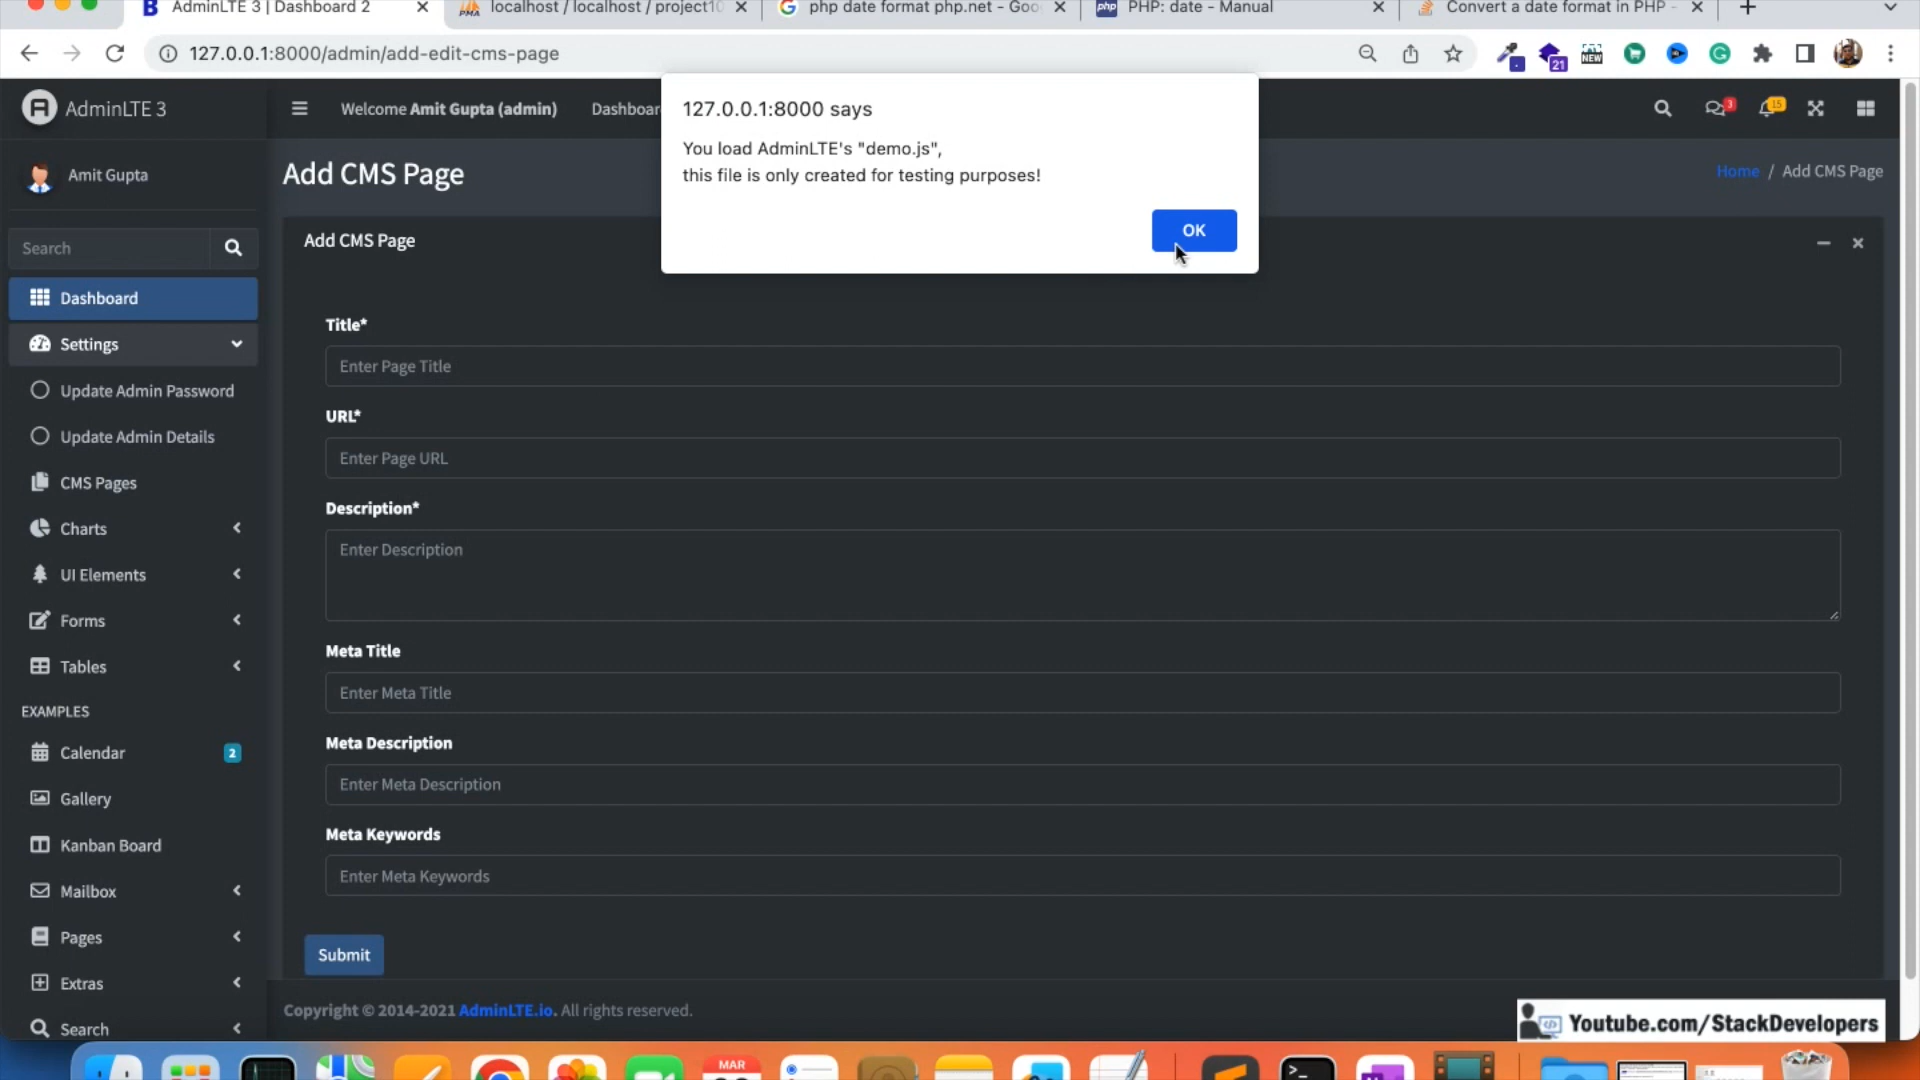 AdminLTE 3 | Dashboard 2
localhost / localhost / project10
php date format php.net - Goo
php
PHP: date - Manual
Convert a date format in PHP -
127.0.0.1:8000/admin/add-edit-cms-page
21
NEW
AdminLTE 3
Welcome Amit Gupta (admin)
Dashboar
3
15
127.0.0.1:8000 says
You load AdminLTE's "demo.js",
this file is only created for testing purposes!
OK
Amit Gupta
Add CMS Page
Home / Add CMS Page
Search
Add CMS Page
Dashboard
Settings
Update Admin Password
Update Admin Details
CMS Pages
Charts
UI Elements
Forms
Tables
EXAMPLES
Calendar
2
Gallery
Kanban Board
Mailbox
Pages
Extras
Search
Title*
Enter Page Title
URL*
Enter Page URL
Description*
Enter Description
Meta Title
Enter Meta Title
Meta Description
Enter Meta Description
Meta Keywords
Enter Meta Keywords
Submit
Copyright © 2014-2021 AdminLTE.io. All rights reserved.
Youtube.com/StackDevelopers
MAR